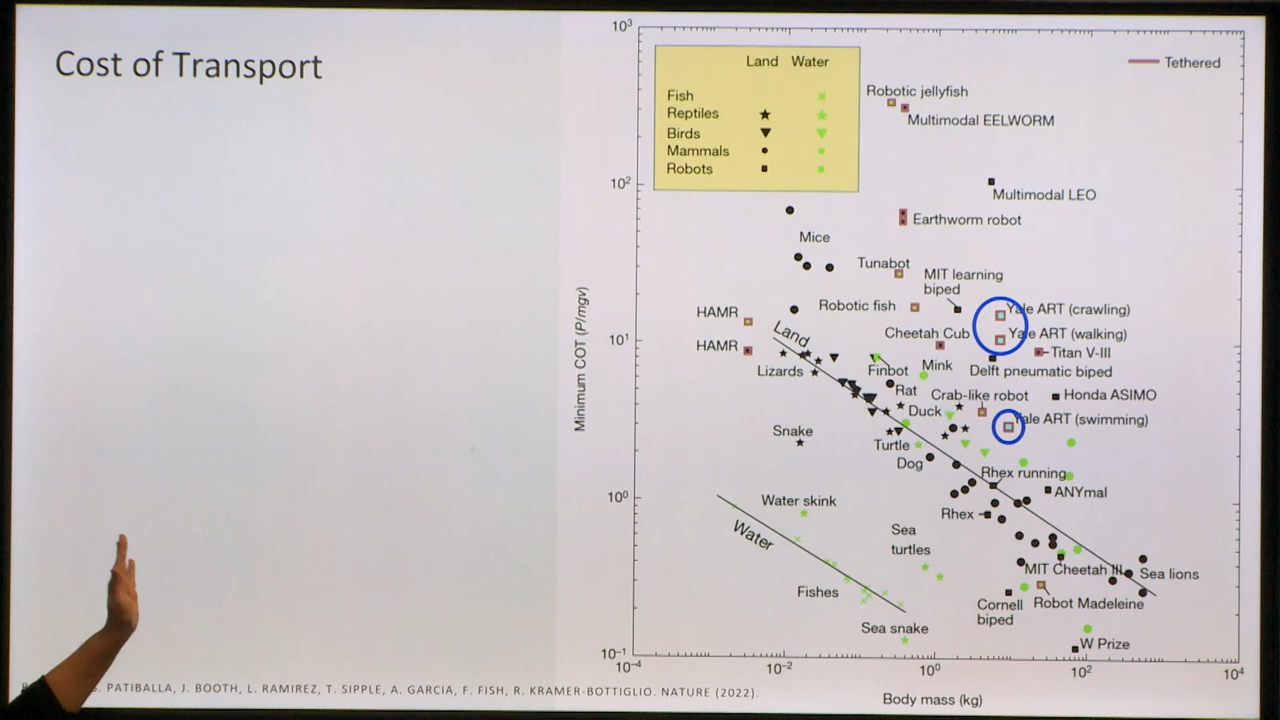 Cost of Transport
10³
Land Water
Tethered
Fish
Reptiles
Birds
Mammals
Robots
Robotic jellyfish
Multimodal EELWORM
10²
Multimodal LEO
Earthworm robot
Mice
Tunabot
MIT learning
biped
HAMR
Robotic fish
Yale ART (crawling)
Land
Cheetah Cub
Yale ART (walking)
10¹
HAMR
Titan V-III
Lizards
Finbot
Mink
Delft pneumatic biped
Rat
Crab-like robot
Honda ASIMO
Duck
Yale ART (swimming)
Snake
Turtle
Dog
Rhex running
ANYmal
10⁰
Water skink
Rhex
Water
Sea
turtles
MIT Cheetah III
Sea lions
Fishes
Cornell
biped
Robot Madeleine
Sea snake
W Prize
10⁻¹
10⁻⁴ 10⁻² 10⁰ 10² 10⁴
Minimum COT (P/mgv)
Body mass (kg)
S. PATIBALLA, J. BOOTH, L. RAMIREZ, T. SIPPLE, A. GARCIA, F. FISH, R. KRAMER-BOTTIGLIO. NATURE (2022).